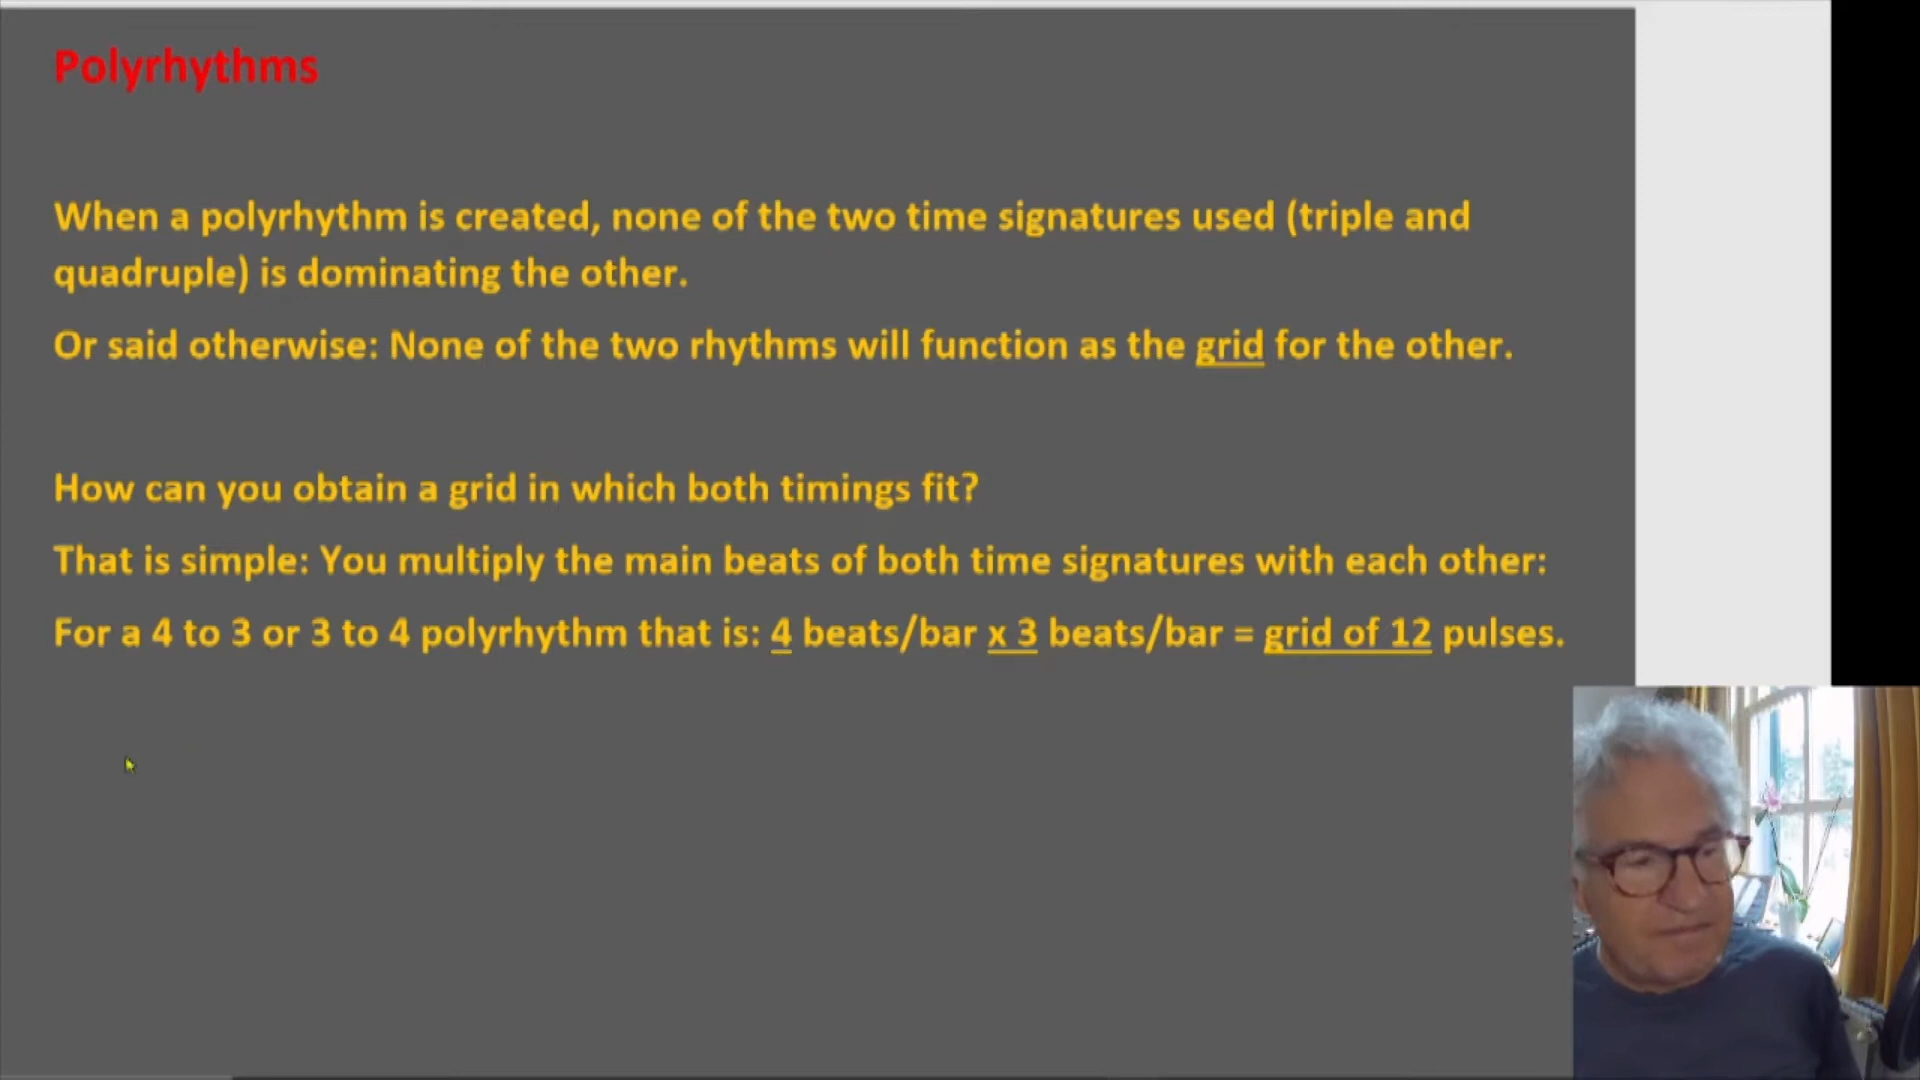 Polyrhythms
When a polyrhythm is created, none of the two time signatures used (triple and
quadruple) is dominating the other.
Or said otherwise: None of the two rhythms will function as the grid for the other.
How can you obtain a grid in which both timings fit?
That is simple: You multiply the main beats of both time signatures with each other:
For a 4 to 3 or 3 to 4 polyrhythm that is: 4 beats/bar x 3 beats/bar = grid of 12 pulses.